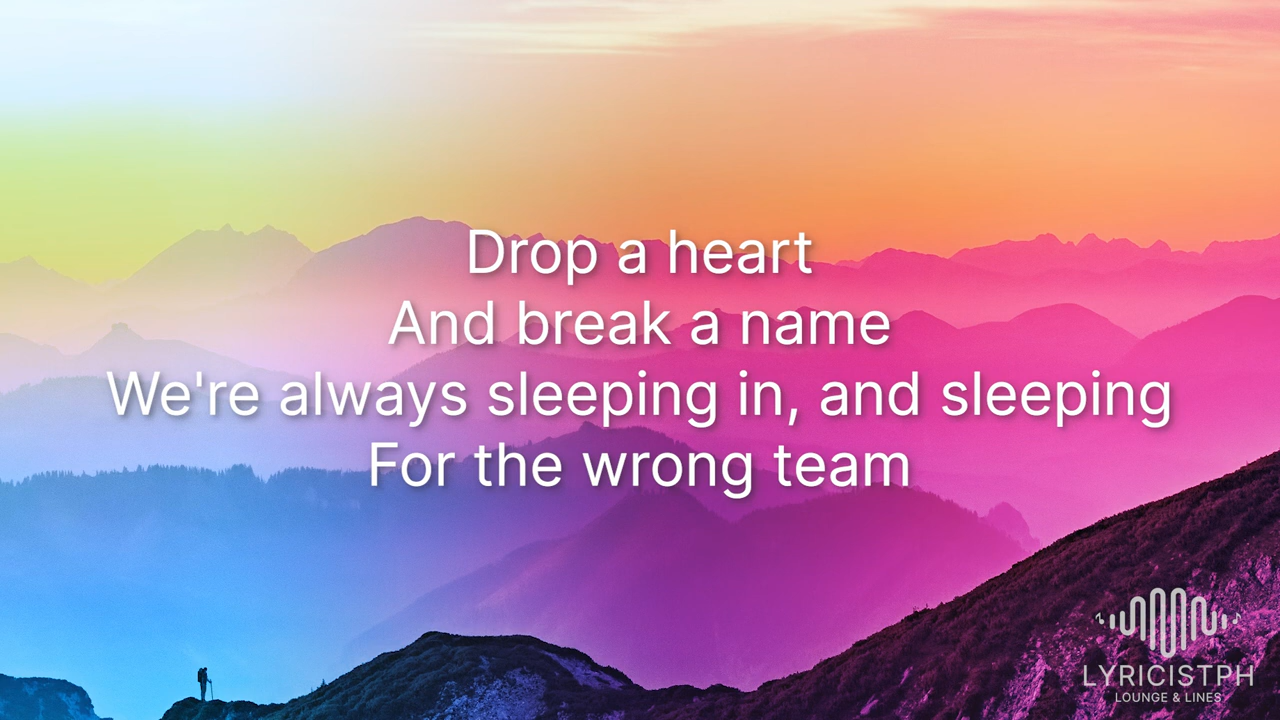 Drop a heart
And break a name
We're always sleeping in, and sleeping
For the wrong team
LYRICISTPH
LOUNGE & LINES